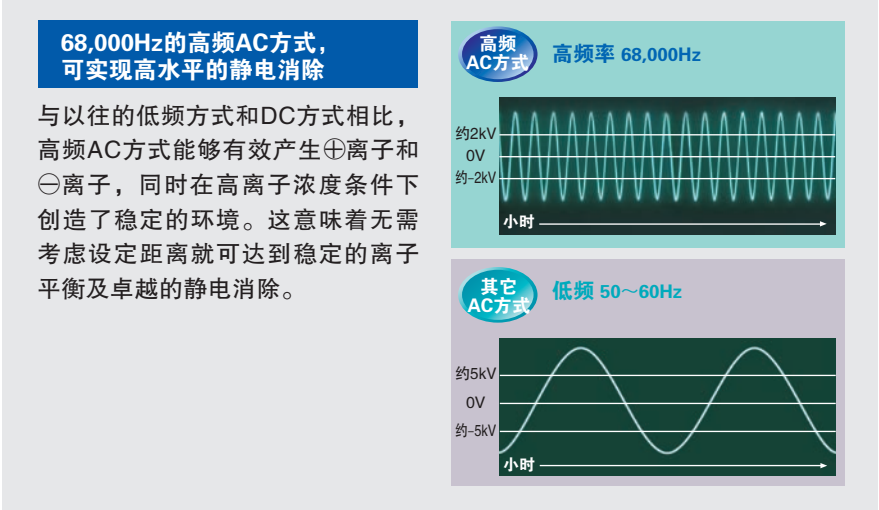 68,000Hz的高频AC方式，
可实现高水平的静电消除
与以往的低频方式和DC方式相比，
高频AC方式能够有效产生⊕离子和
⊖离子，同时在高离子浓度条件下
创造了稳定的环境。这意味着无需
考虑设定距离就可达到稳定的离子
平衡及卓越的静电消除。
高频
AC方式
高频率 68,000Hz
约2kV
0V
约-2kV
小时
其它
AC方式
低频 50～60Hz
约5kV
0V
约-5kV
小时